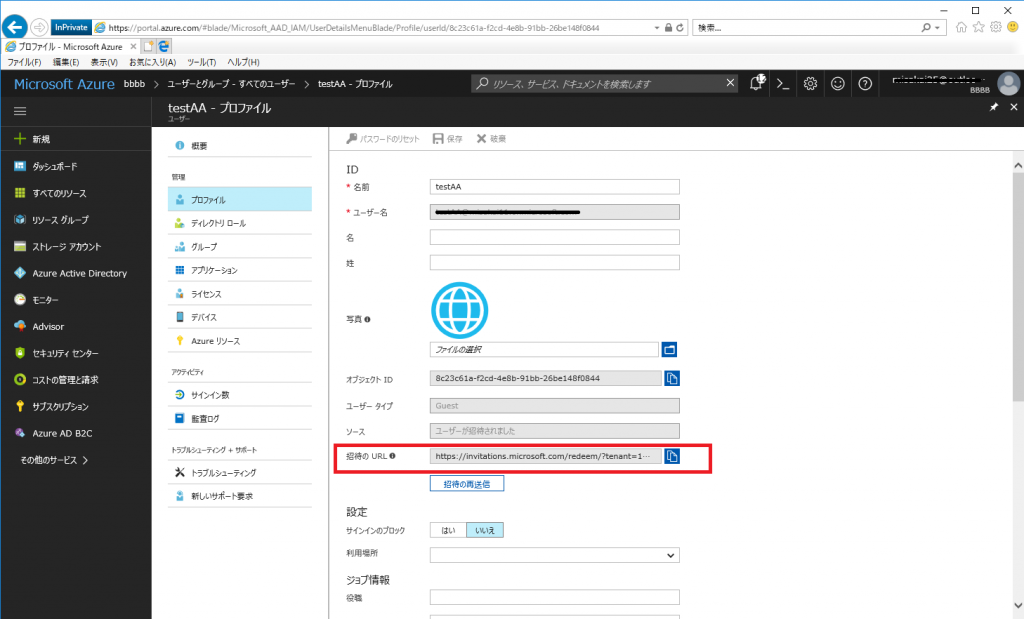 InPrivate https://portal.azure.com/#blade/Microsoft_AAD_IAM/UserDetailsMenuBlade/Profile/userId/8c23c61a-f2cd-4e8b-91bb-26be148f0844 検索...
プロファイル - Microsoft Azure
ファイル(F) 編集(E) 表示(V) お気に入り(A) ツール(T) ヘルプ(H)
Microsoft Azure bbbb ユーザーとグループ - すべてのユーザー testAA - プロファイル リソース、サービス、ドキュメントを検索します 12
BBBB
testAA - プロファイル
ユーザー
新規
ダッシュボード
すべてのリソース
リソース グループ
ストレージ アカウント
Azure Active Directory
モニター
Advisor
セキュリティ センター
コストの管理と請求
サブスクリプション
Azure AD B2C
その他のサービス
概要
管理
プロファイル
ディレクトリ ロール
グループ
アプリケーション
ライセンス
デバイス
Azure リソース
アクティビティ
サインイン数
監査ログ
トラブルシューティング + サポート
トラブルシューティング
新しいサポート要求
パスワードのリセット 保存 破棄
ID
* 名前 testAA
* ユーザー名
名
姓
写真
ファイルの選択
オブジェクト ID 8c23c61a-f2cd-4e8b-91bb-26be148f0844
ユーザー タイプ Guest
ソース ユーザーが招待されました
招待の URL https://invitations.microsoft.com/redeem/?tenant=1…
招待の再送信
設定
サインインのブロック はい いいえ
利用場所
ジョブ情報
役職